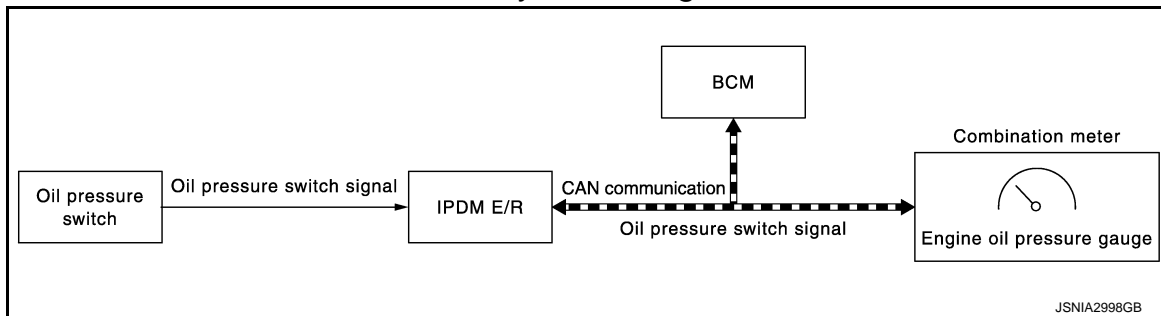 BCM
Combination meter
Oil pressure
switch
Oil pressure switch signal
IPDM E/R
CAN communication
Oil pressure switch signal
Engine oil pressure gauge
JSNIA2998GB